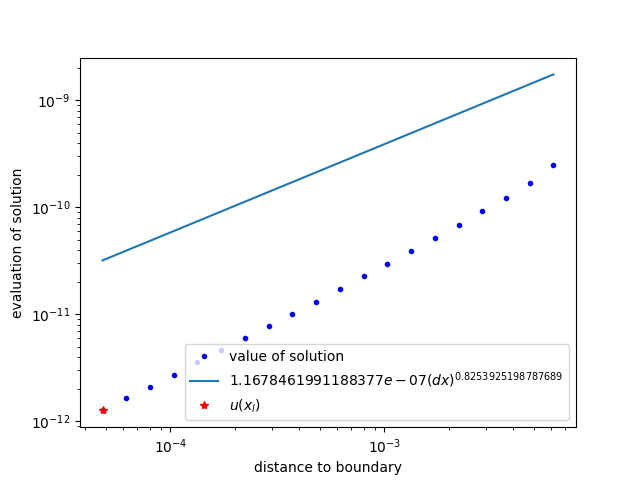 10^{-9}
10^{-10}
10^{-11}
10^{-12}
evaluation of solution
value of solution
1.1678461991188377e − 07(dx)^{0.8253925198787689}
u(x_l)
10^{-4}
10^{-3}
distance to boundary